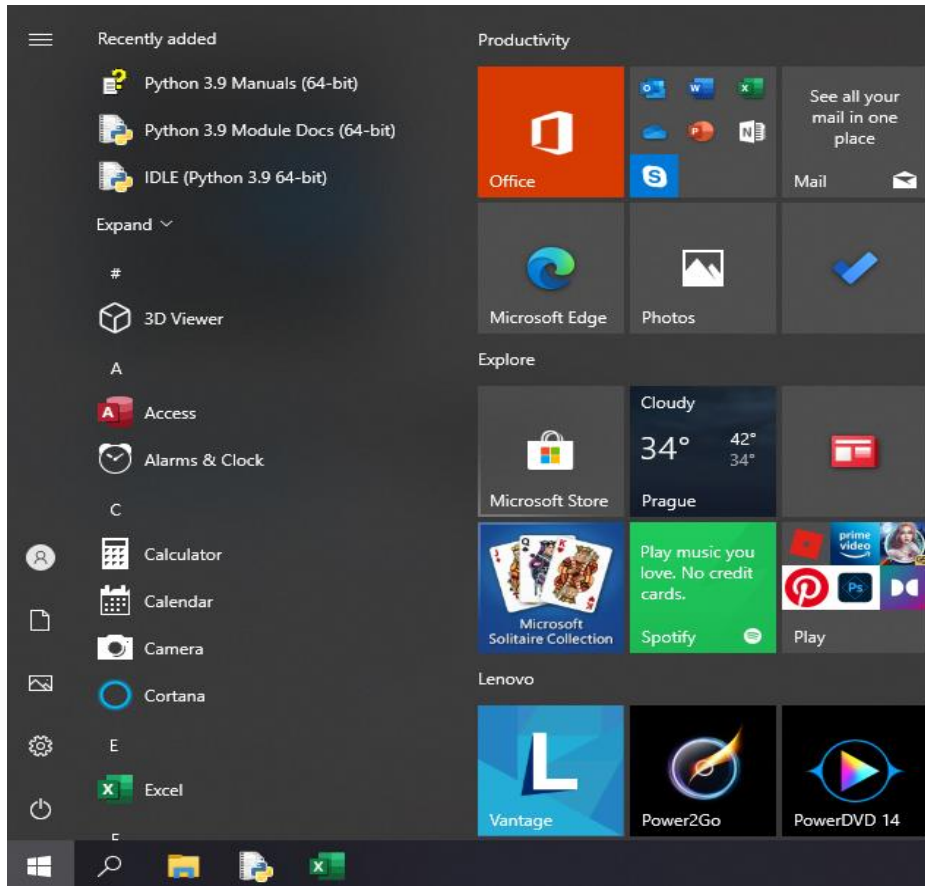 Recently added
Python 3.9 Manuals (64-bit)
Python 3.9 Module Docs (64-bit)
IDLE (Python 3.9 64-bit)
Expand
#
3D Viewer
A
Access
Alarms & Clock
C
Calculator
Calendar
Camera
Cortana
E
Excel
Productivity
Office
See all your
mail in one
place
Mail
Microsoft Edge
Photos
Explore
Microsoft Store
Cloudy
34° 42°
34°
Prague
Microsoft
Solitaire Collection
Play music you
love. No credit
cards.
Spotify
prime
video
Ps
Play
Lenovo
L
Vantage
Power2Go
PowerDVD 14